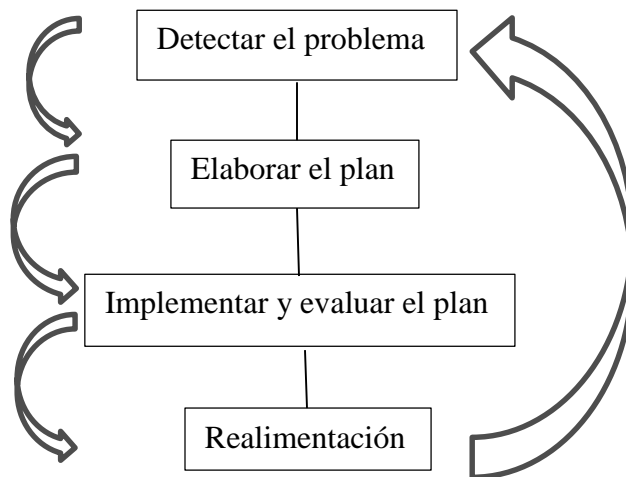 Detectar el problema
Elaborar el plan
Implementar y evaluar el plan
Realimentación